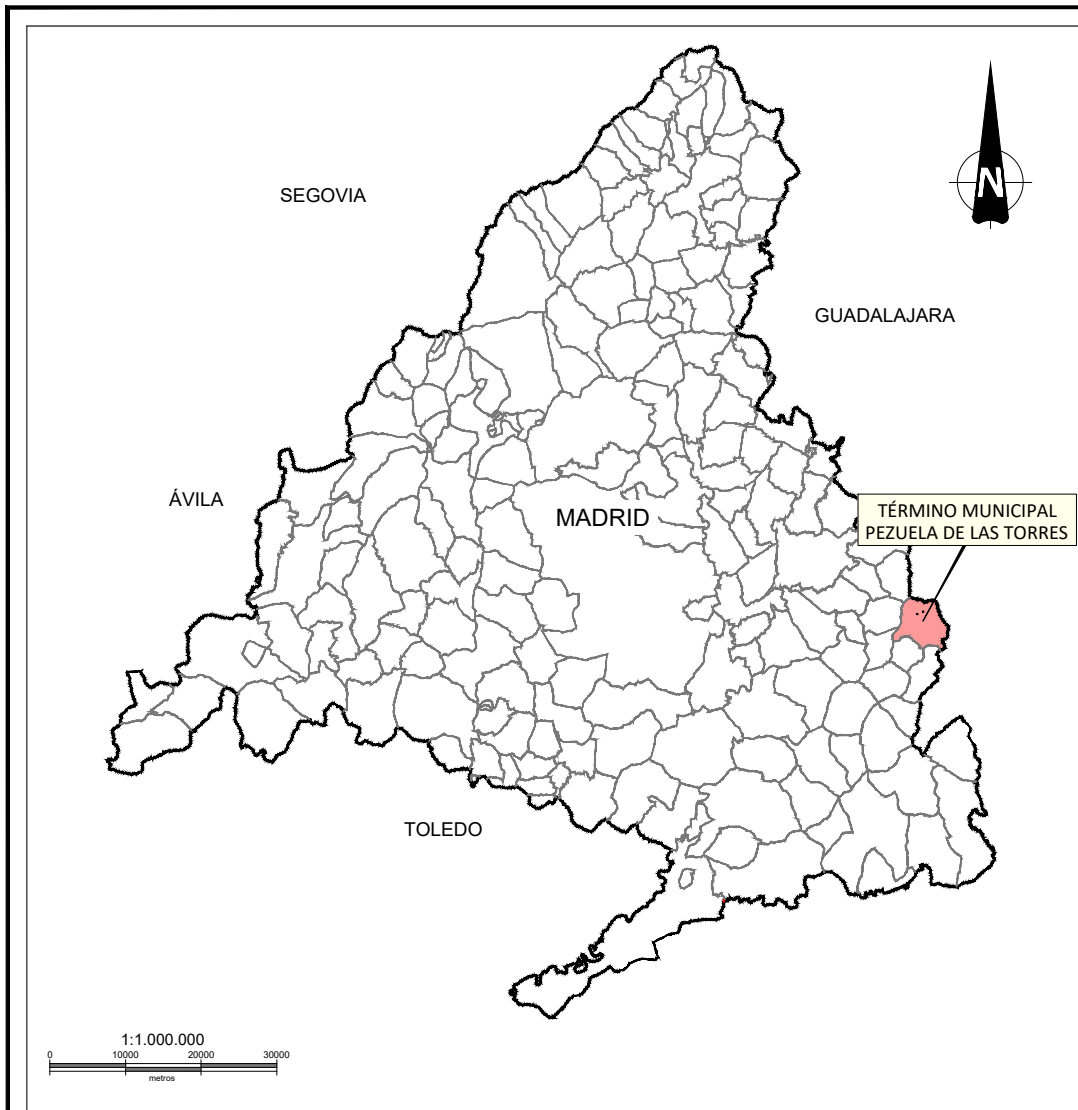 SEGOVIA
N
GUADALAJARA
ÁVILA
MADRID
TÉRMINO MUNICIPAL
PEZUELA DE LAS TORRES
TOLEDO
1:1.000.000
0 10000 20000 30000
metros